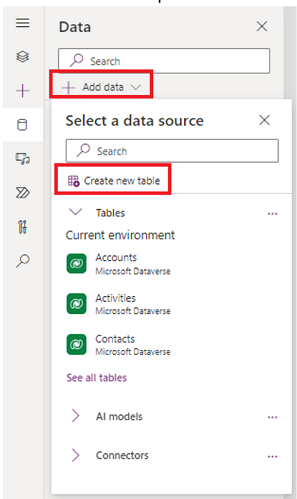 Data
Search
Add data
Select a data source
Search
Create new table
Tables
Current environment
Accounts
Microsoft Dataverse
Activities
Microsoft Dataverse
Contacts
Microsoft Dataverse
See all tables
AI models
Connectors